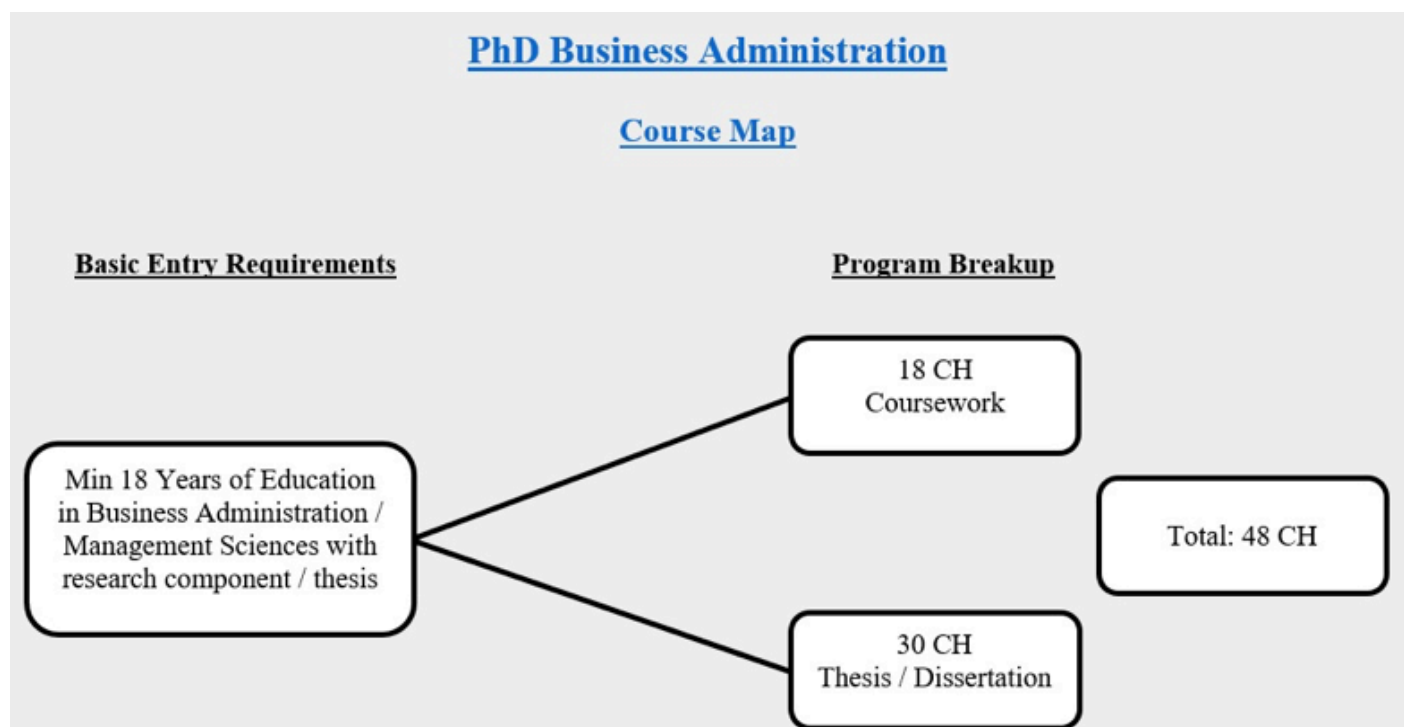 PhD Business Administration
Course Map
Basic Entry Requirements
Program Breakup
Min 18 Years of Education
in Business Administration /
Management Sciences with
research component / thesis
18 CH
Coursework
30 CH
Thesis / Dissertation
Total: 48 CH